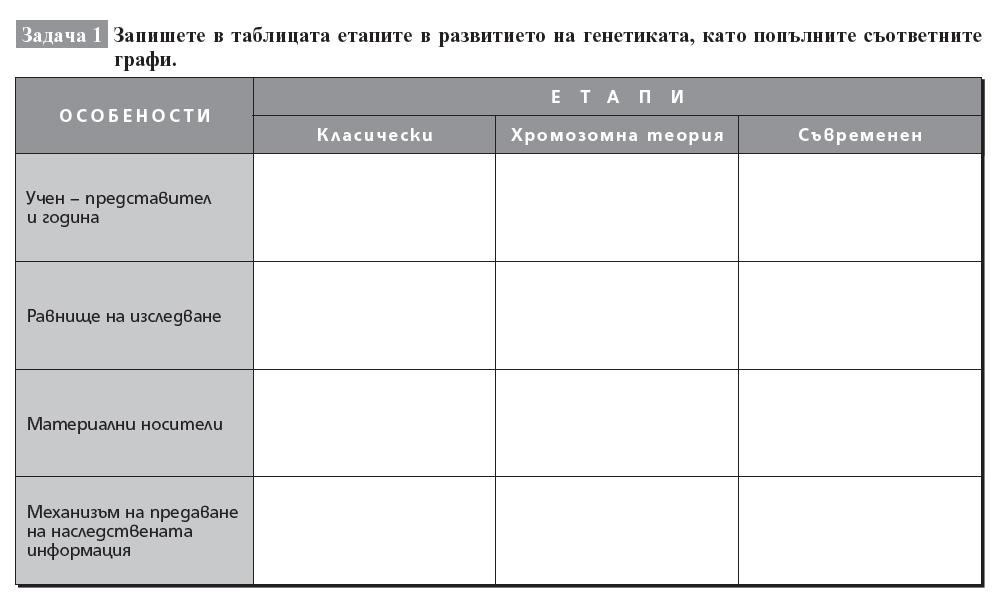 Задача 1 Запишете в таблицата етапите в развитието на генетиката, като попълните съответните
графи.
ОСОБЕНОСТИ
ЕТАПИ
Класически
Хромозомна теория
Съвременен
Учен – представител
и година
Равнище на изследване
Материални носители
Механизъм на предаване
на наследствената
информация